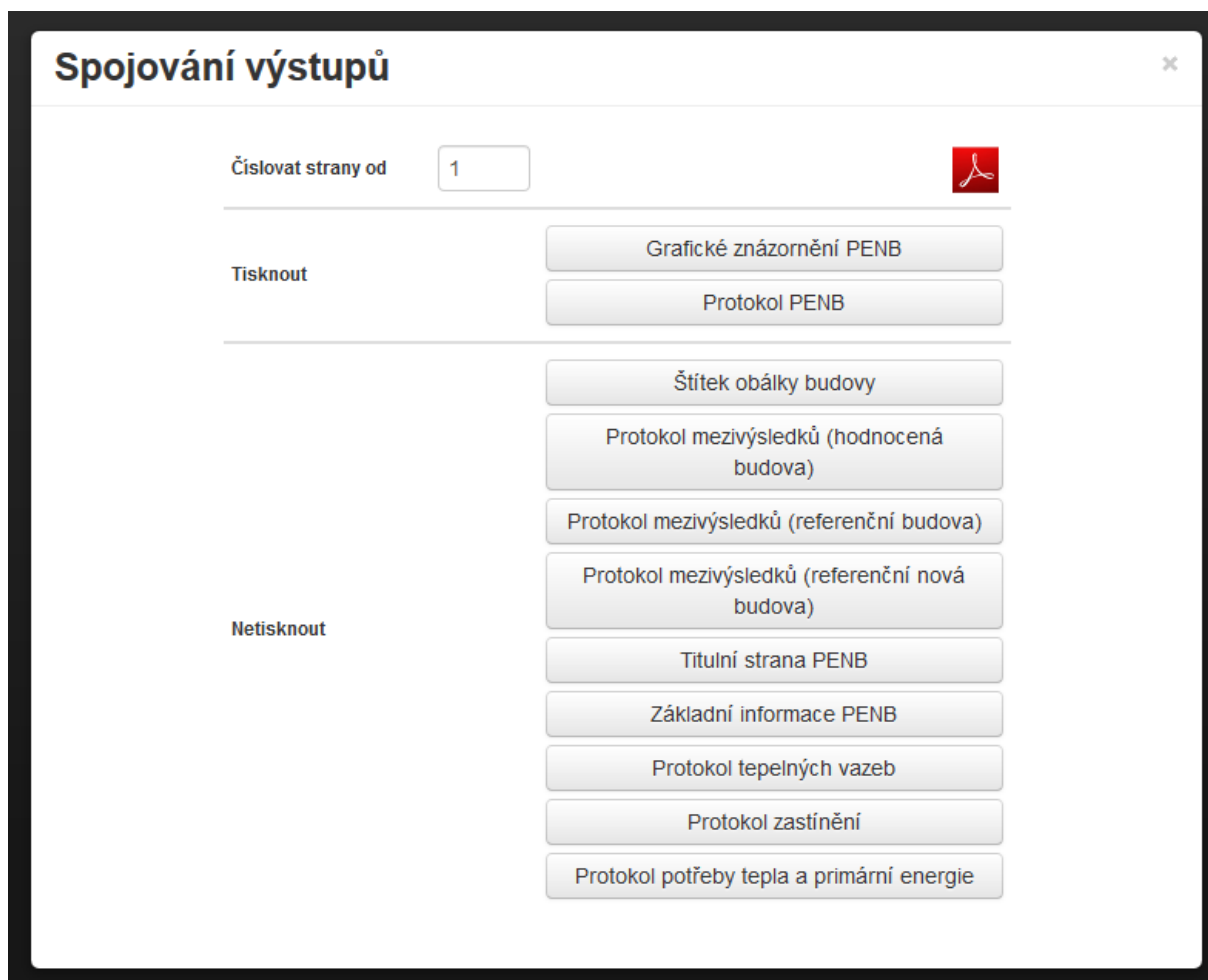 Spojování výstupů
×
Číslovat strany od
1
Tisknout
Grafické znázornění PENB
Protokol PENB
Netisknout
Štítek obálky budovy
Protokol mezivýsledků (hodnocená
budova)
Protokol mezivýsledků (referenční budova)
Protokol mezivýsledků (referenční nová
budova)
Titulní strana PENB
Základní informace PENB
Protokol tepelných vazeb
Protokol zastínění
Protokol potřeby tepla a primární energie